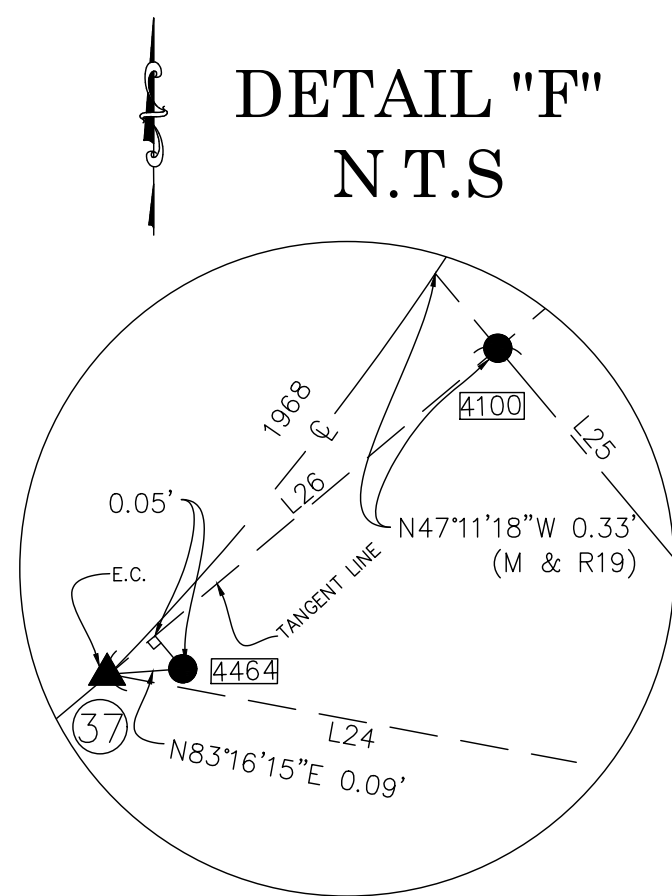 DETAIL "F"
N.T.S
1968
℄
4100
L25
L26
0.05'
N47°11'18"W 0.33'
(M & R19)
E.C.
TANGENT LINE
4464
37
L24
N83°16'15"E 0.09'